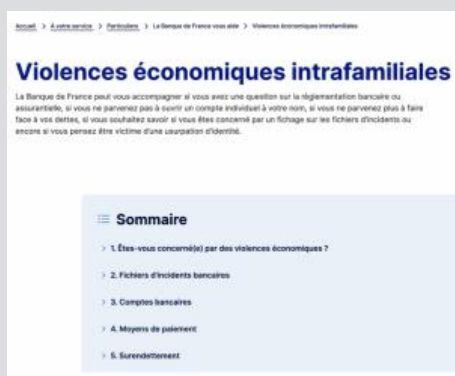 Accueil > À votre service > Particuliers > La Banque de France vous aide > Violences économiques intrafamiliales
Violences économiques intrafamiliales
La Banque de France peut vous accompagner si vous avez une question sur la réglementation bancaire ou
assurantielle, si vous ne parvenez pas à ouvrir un compte individuel à votre nom, si vous ne parvenez plus à faire
face à vos dettes, si vous souhaitez savoir si vous êtes concerné par un fichage sur les fichiers d'incidents ou
encore si vous pensez être victime d'une usurpation d'identité.
Sommaire
> 1. Êtes-vous concerné(e) par des violences économiques ?
> 2. Fichiers d'incidents bancaires
> 3. Comptes bancaires
> 4. Moyens de paiement
> 5. Surendettement